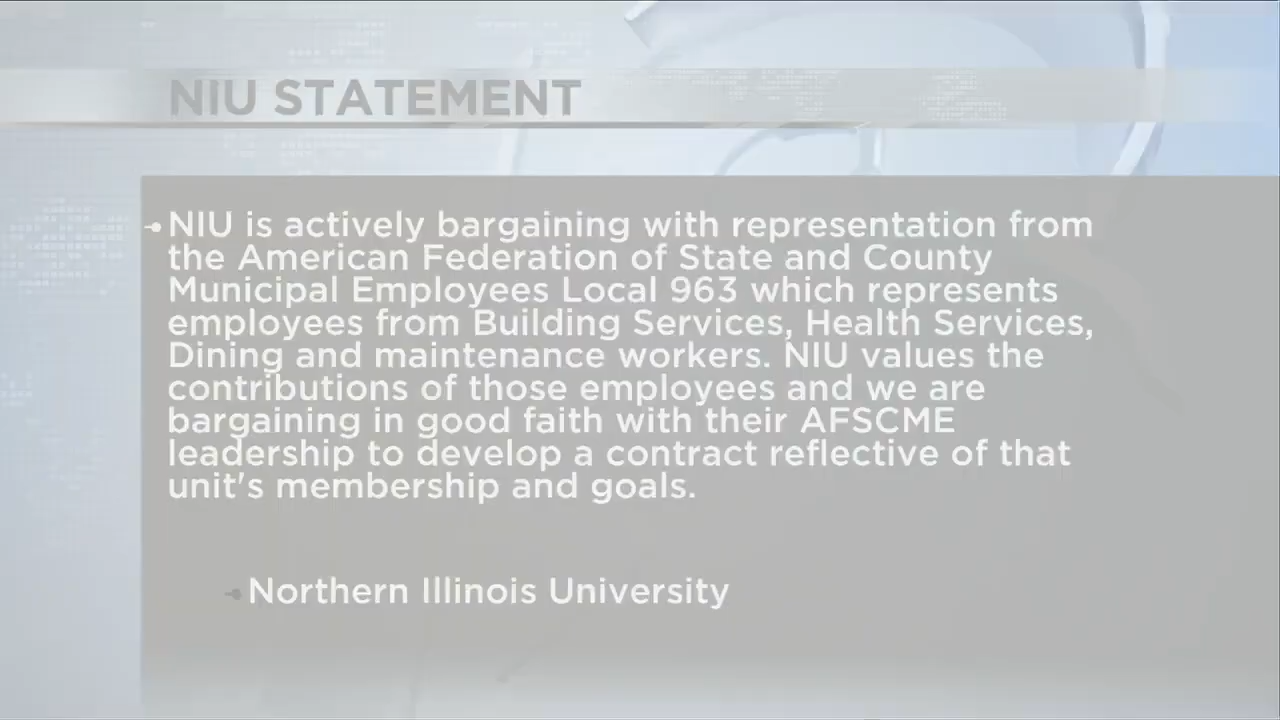 NIU STATEMENT
NIU is actively bargaining with representation from
the American Federation of State and County
Municipal Employees Local 963 which represents
employees from Building Services, Health Services,
Dining and maintenance workers. NIU values the
contributions of those employees and we are
bargaining in good faith with their AFSCME
leadership to develop a contract reflective of that
unit's membership and goals.
Northern Illinois University